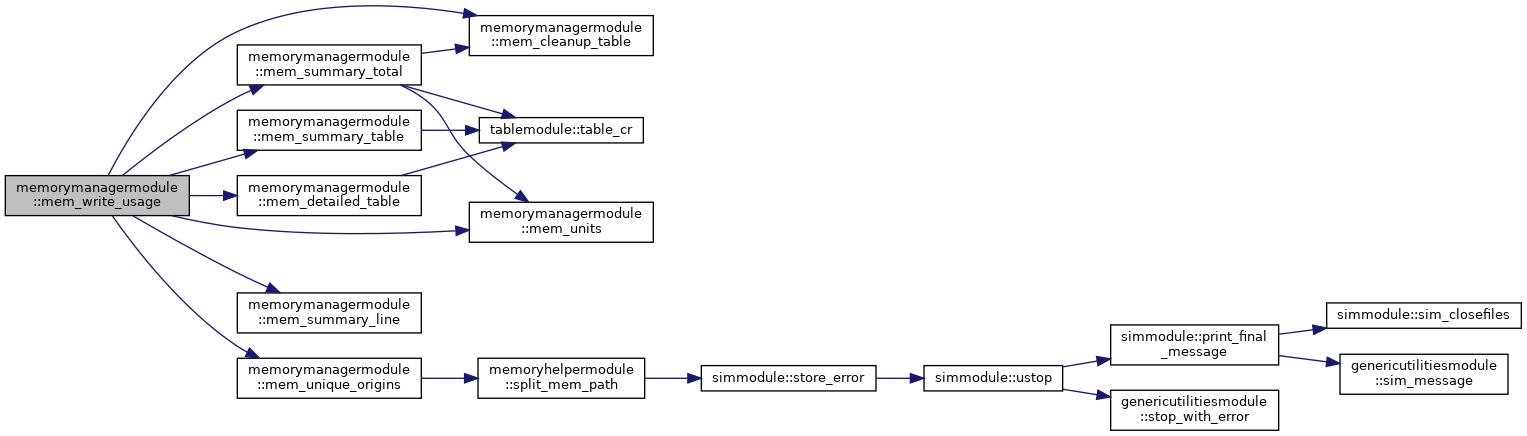 memorymanagermodule
::mem_write_usage
memorymanagermodule
::mem_cleanup_table
memorymanagermodule
::mem_summary_total
memorymanagermodule
::mem_summary_table
tablemodule::table_cr
memorymanagermodule
::mem_detailed_table
memorymanagermodule
::mem_units
memorymanagermodule
::mem_summary_line
memorymanagermodule
::mem_unique_origins
memoryhelpermodule
::split_mem_path
simmodule::store_error
simmodule::ustop
simmodule::print_final
_message
simmodule::sim_closefiles
genericutilitiesmodule
::sim_message
genericutilitiesmodule
::stop_with_error